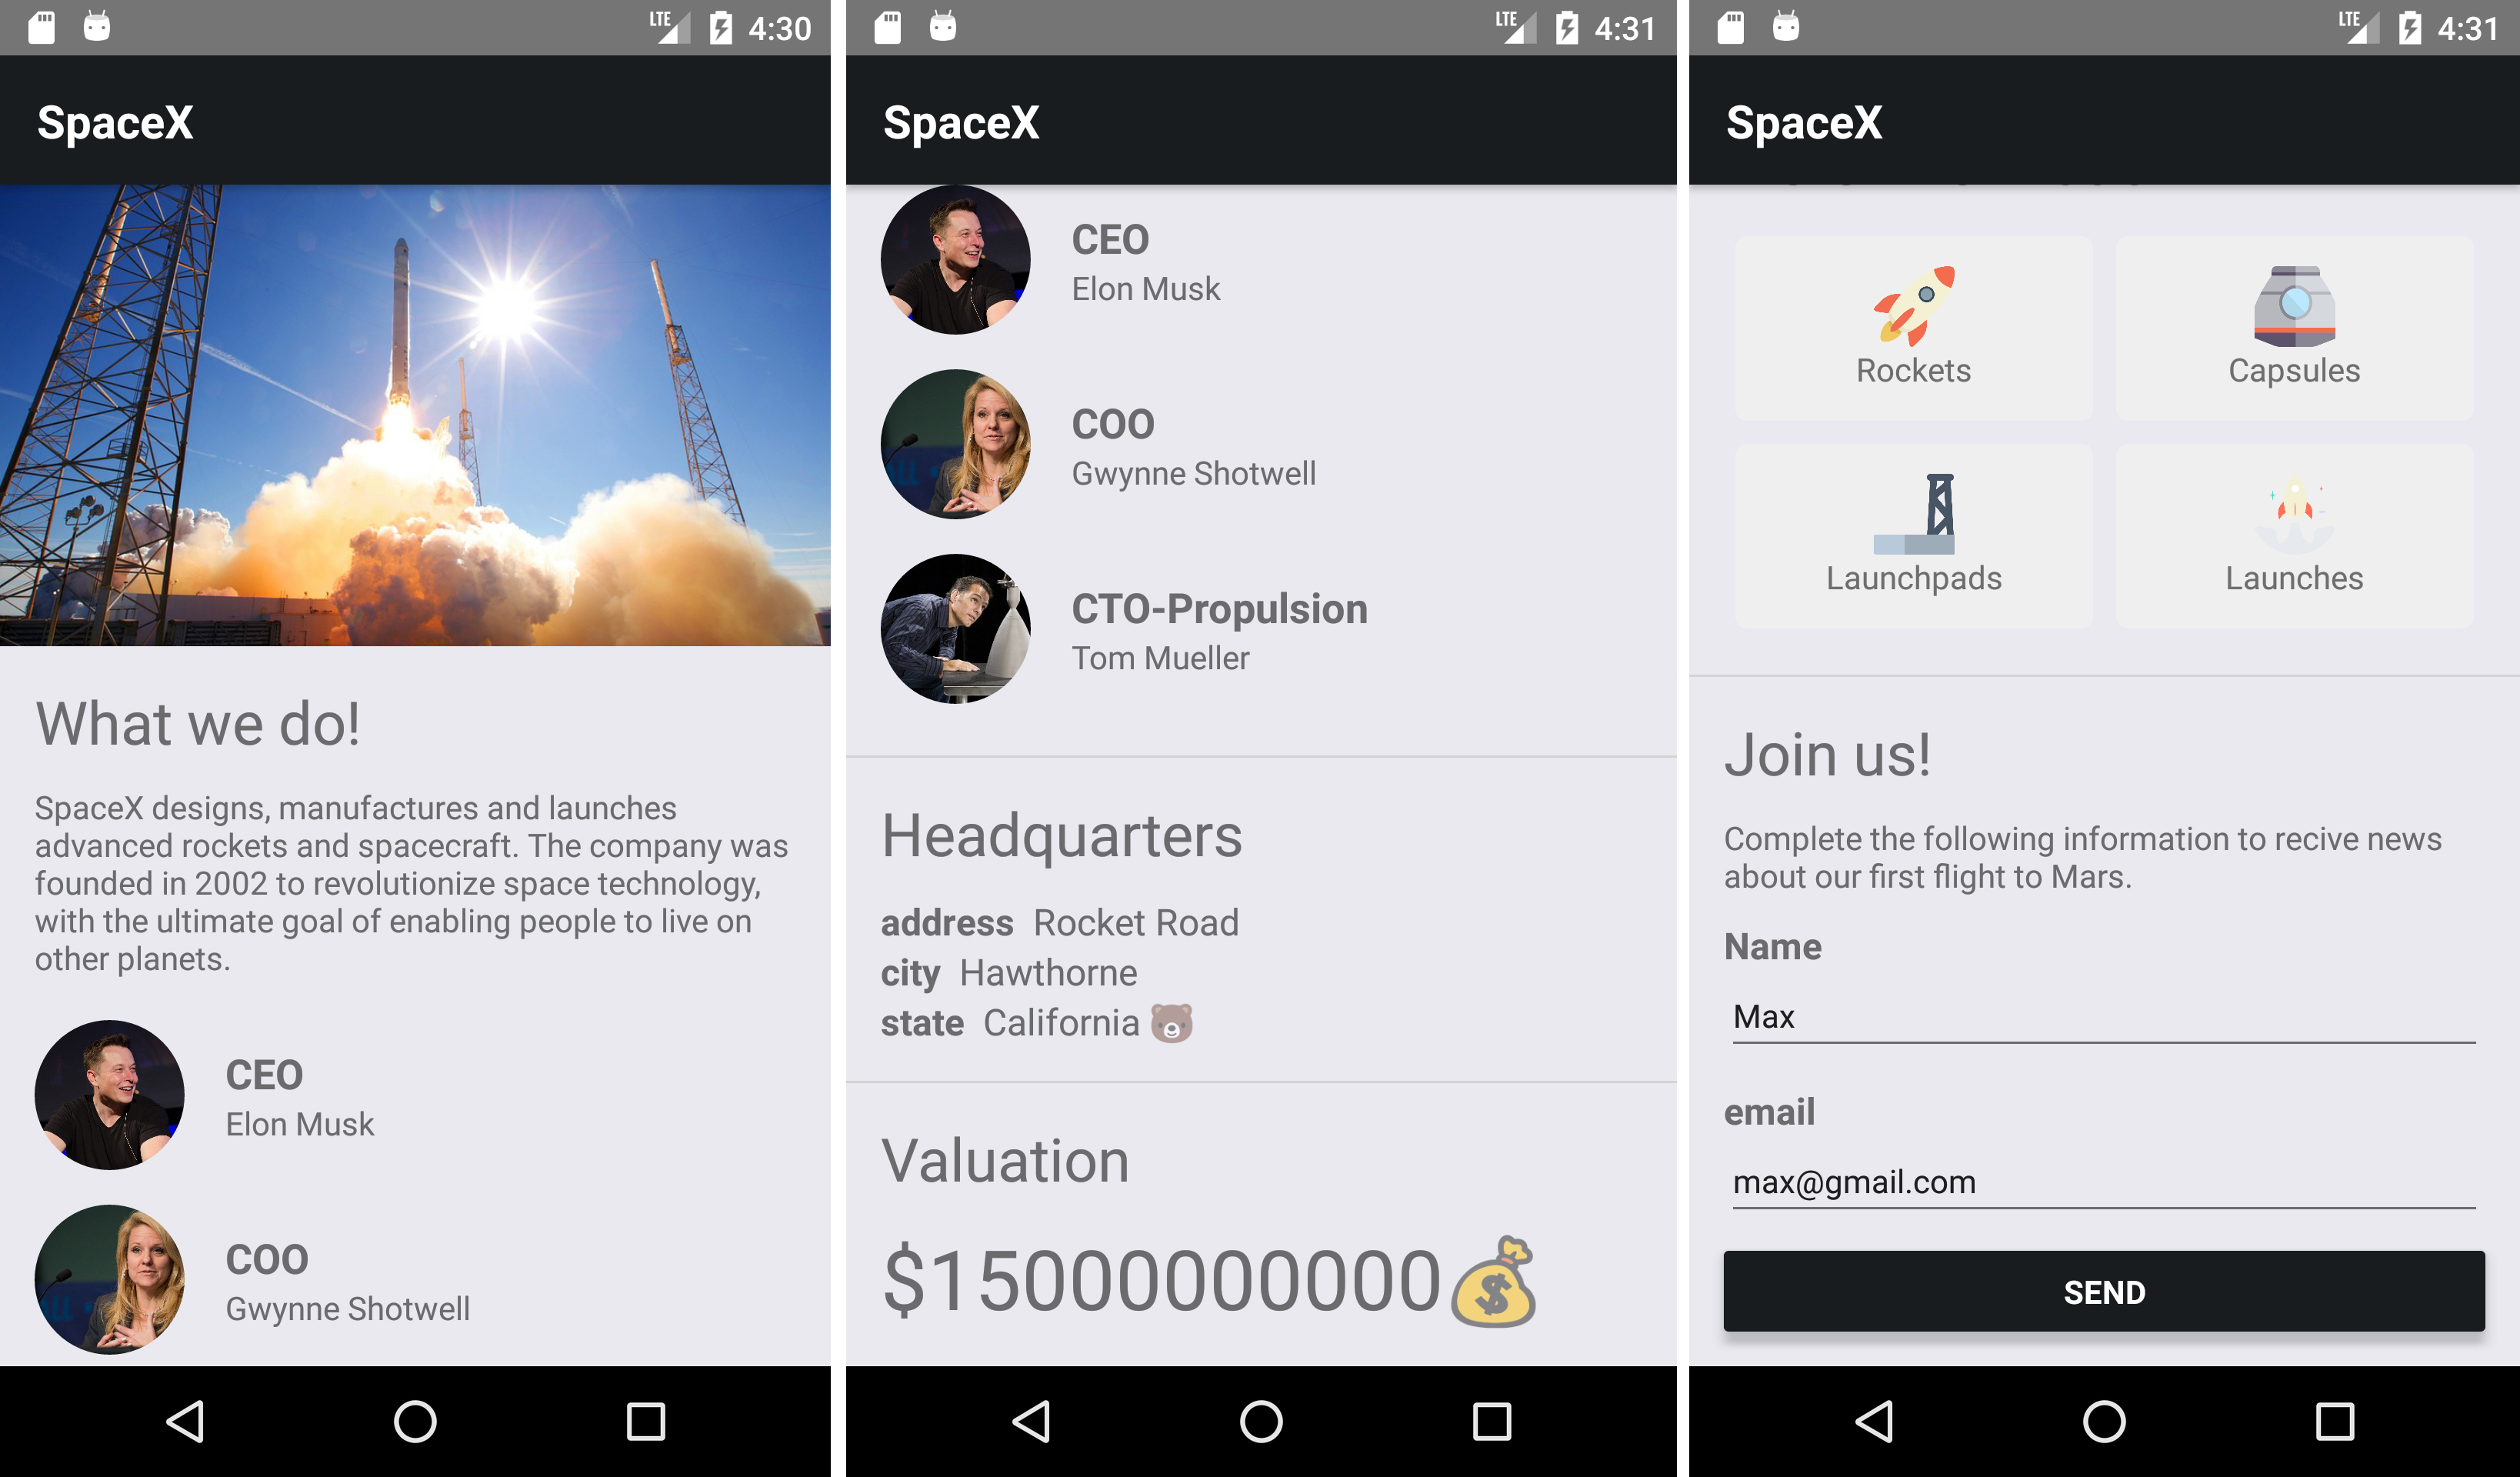 LTE 4:30
SpaceX
What we do!
SpaceX designs, manufactures and launches
advanced rockets and spacecraft. The company was
founded in 2002 to revolutionize space technology,
with the ultimate goal of enabling people to live on
other planets.
CEO
Elon Musk
COO
Gwynne Shotwell
LTE 4:31
SpaceX
CEO
Elon Musk
COO
Gwynne Shotwell
CTO-Propulsion
Tom Mueller
Headquarters
address Rocket Road
city Hawthorne
state California 🐻
Valuation
$15000000000💰
LTE 4:31
SpaceX
Rockets
Capsules
Launchpads
Launches
Join us!
Complete the following information to recive news
about our first flight to Mars.
Name
Max
email
max@gmail.com
SEND